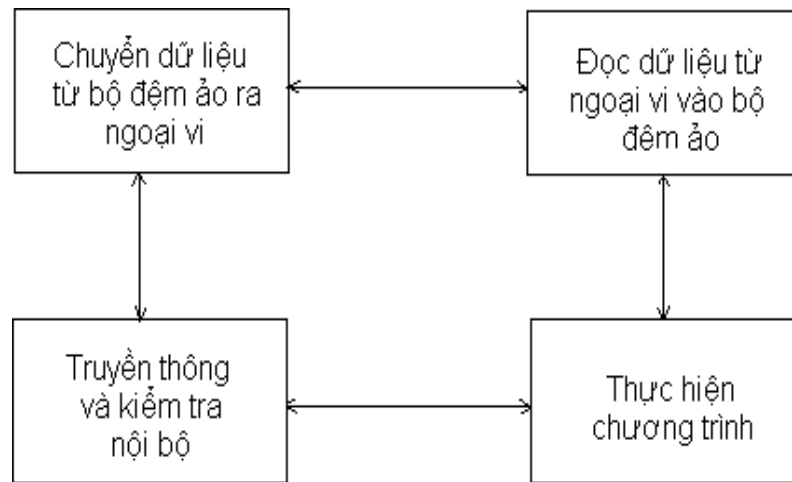 Chuyển dữ liệu
từ bộ đệm ảo ra
ngoại vi
Đọc dữ liệu từ
ngoại vi vào bộ
đệm ảo
Truyền thông
và kiểm tra
nội bộ
Thực hiện
chương trình